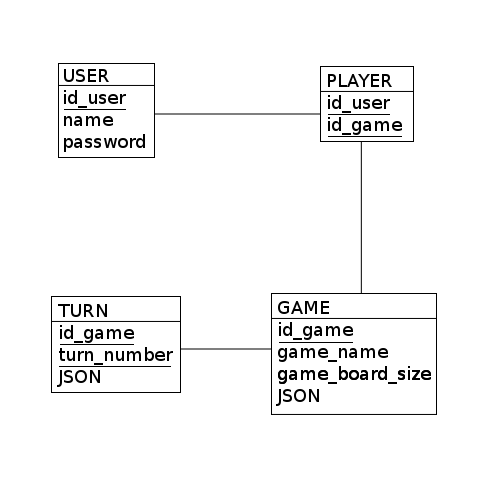 USER
id_user
name
password
PLAYER
id_user
id_game
TURN
id_game
turn_number
JSON
GAME
id_game
game_name
game_board_size
JSON